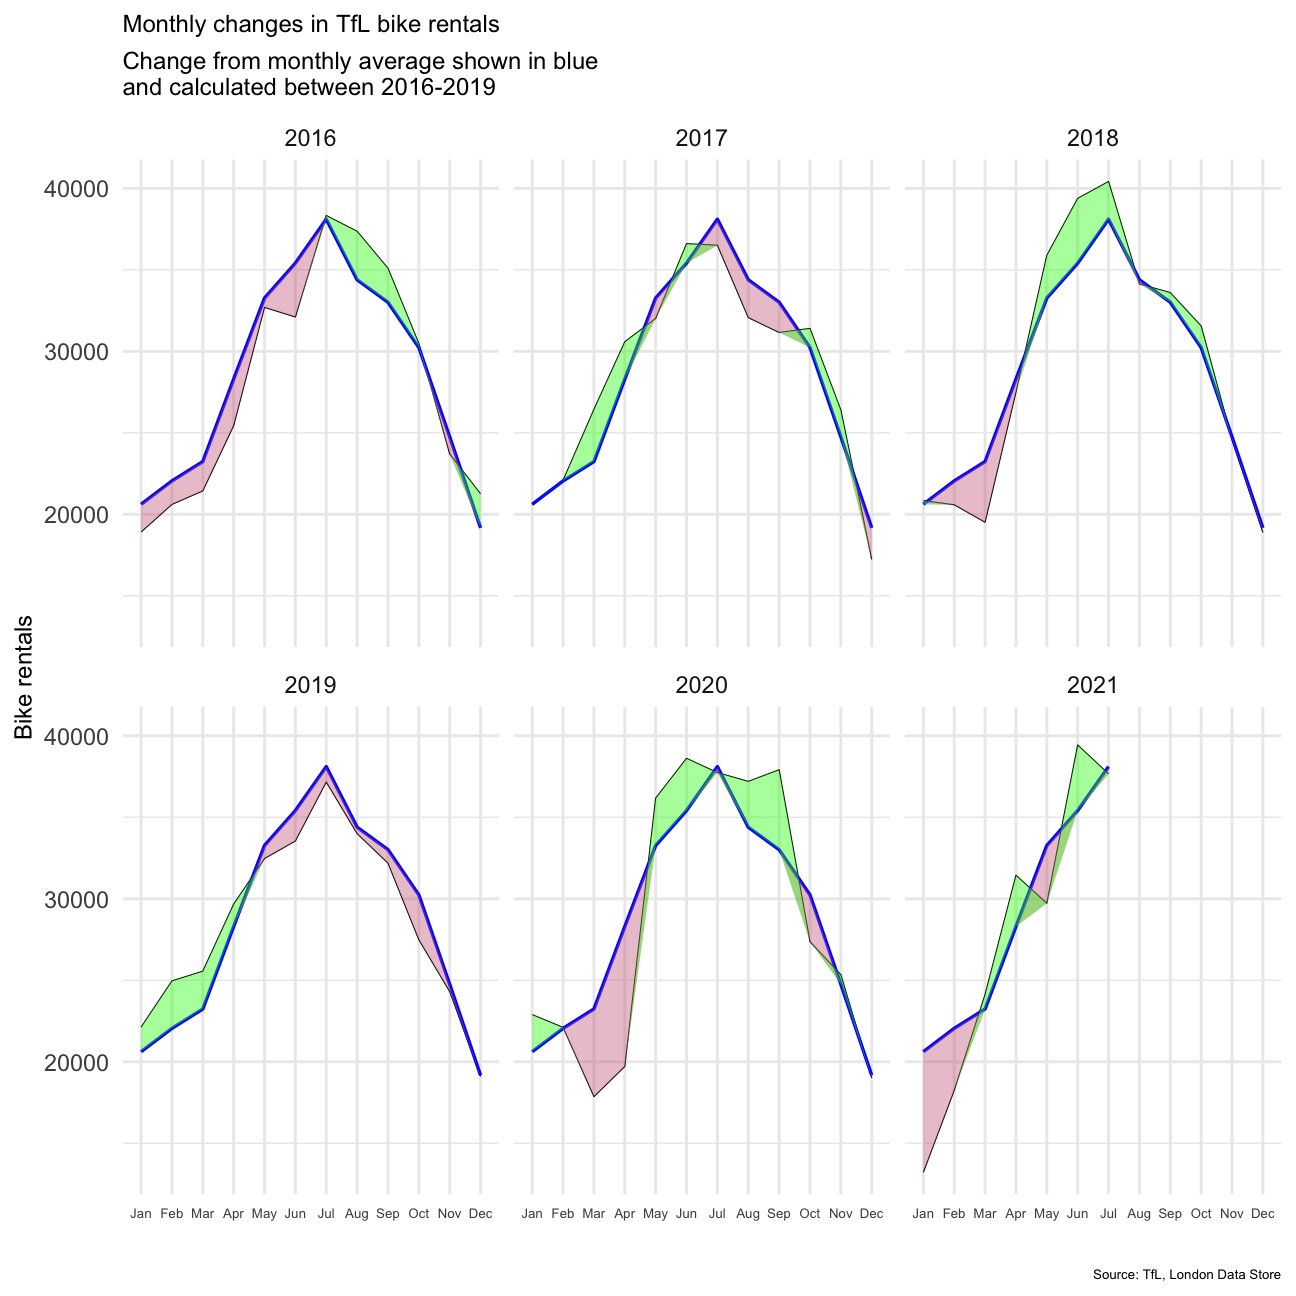 Monthly changes in TfL bike rentals
Change from monthly average shown in blue
and calculated between 2016-2019
2016 2017 2018
40000
30000
20000
Bike rentals
2019 2020 2021
40000
30000
20000
Jan Feb Mar Apr May Jun Jul Aug Sep Oct Nov Dec Jan Feb Mar Apr May Jun Jul Aug Sep Oct Nov Dec Jan Feb Mar Apr May Jun Jul Aug Sep Oct Nov Dec
Source: TfL, London Data Store